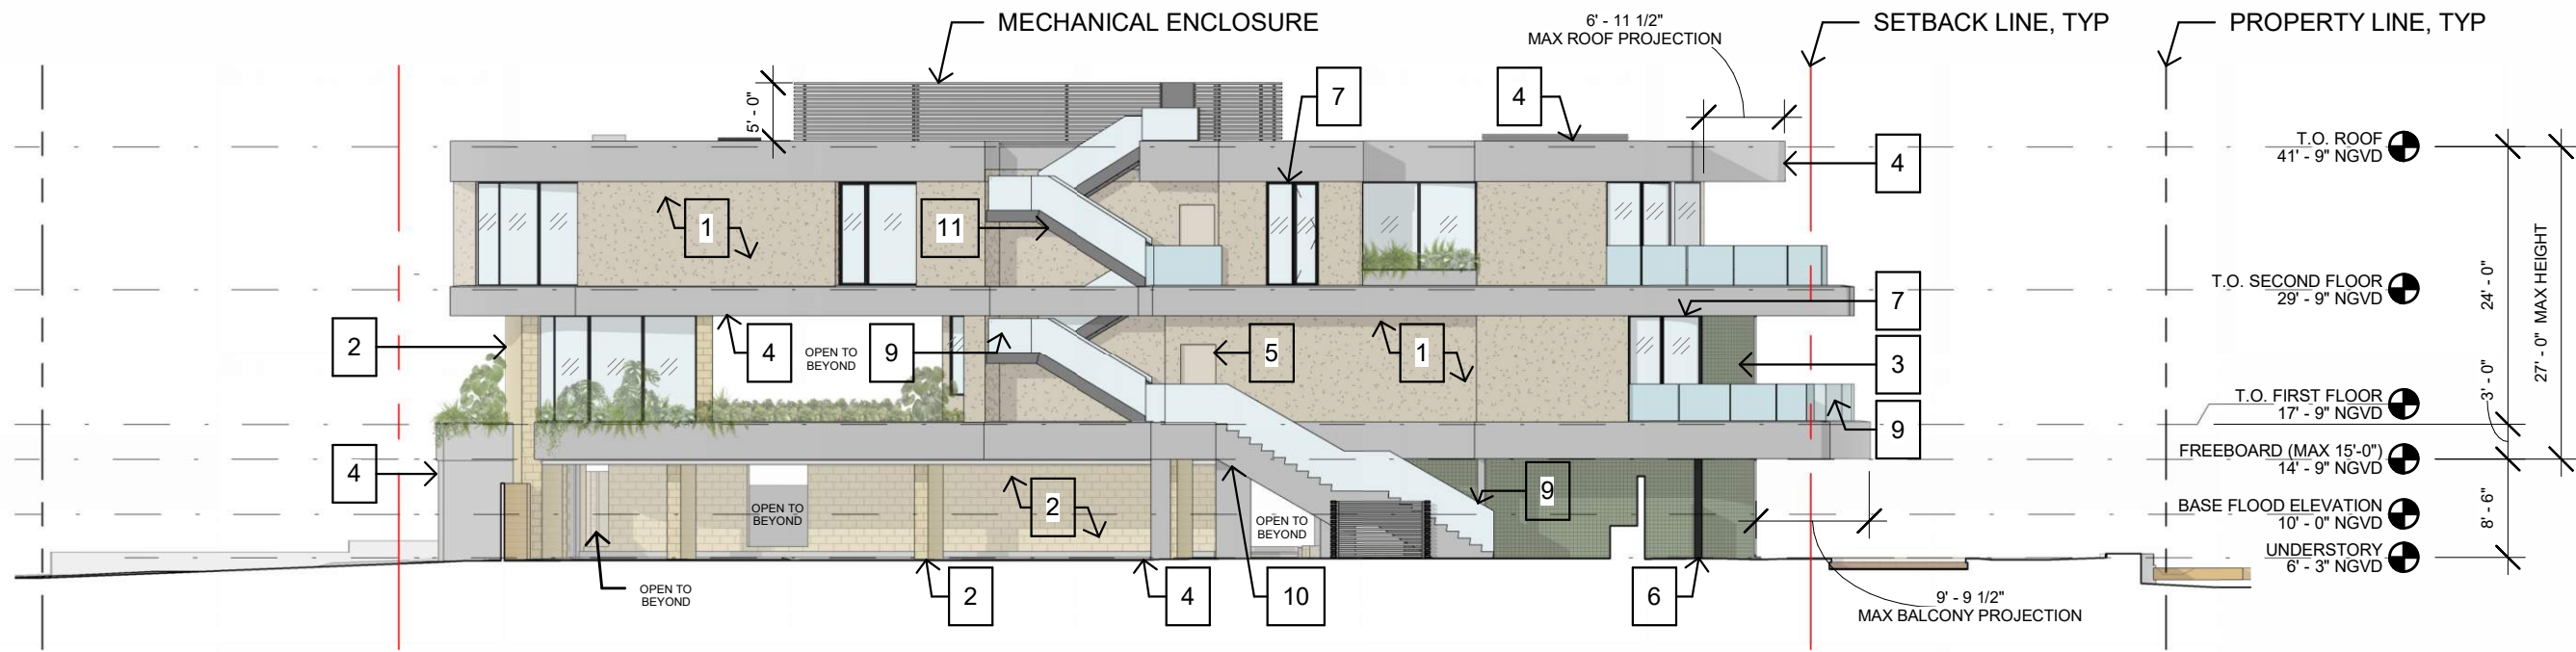 MECHANICAL ENCLOSURE
6' - 11 1/2"
MAX ROOF PROJECTION
SETBACK LINE, TYP
PROPERTY LINE, TYP
5' - 0"
7
4
4
T.O. ROOF
41' - 9" NGVD
1
11
24' - 0"
27' - 0" MAX HEIGHT
T.O. SECOND FLOOR
29' - 9" NGVD
7
2
4
OPEN TO
BEYOND
9
5
1
3
3' - 0"
T.O. FIRST FLOOR
17' - 9" NGVD
9
4
FREEBOARD (MAX 15'-0")
14' - 9" NGVD
OPEN TO
BEYOND
2
OPEN TO
BEYOND
9
BASE FLOOD ELEVATION
10' - 0" NGVD
8' - 6"
UNDERSTORY
6' - 3" NGVD
OPEN TO
BEYOND
2
4
10
6
9' - 9 1/2"
MAX BALCONY PROJECTION